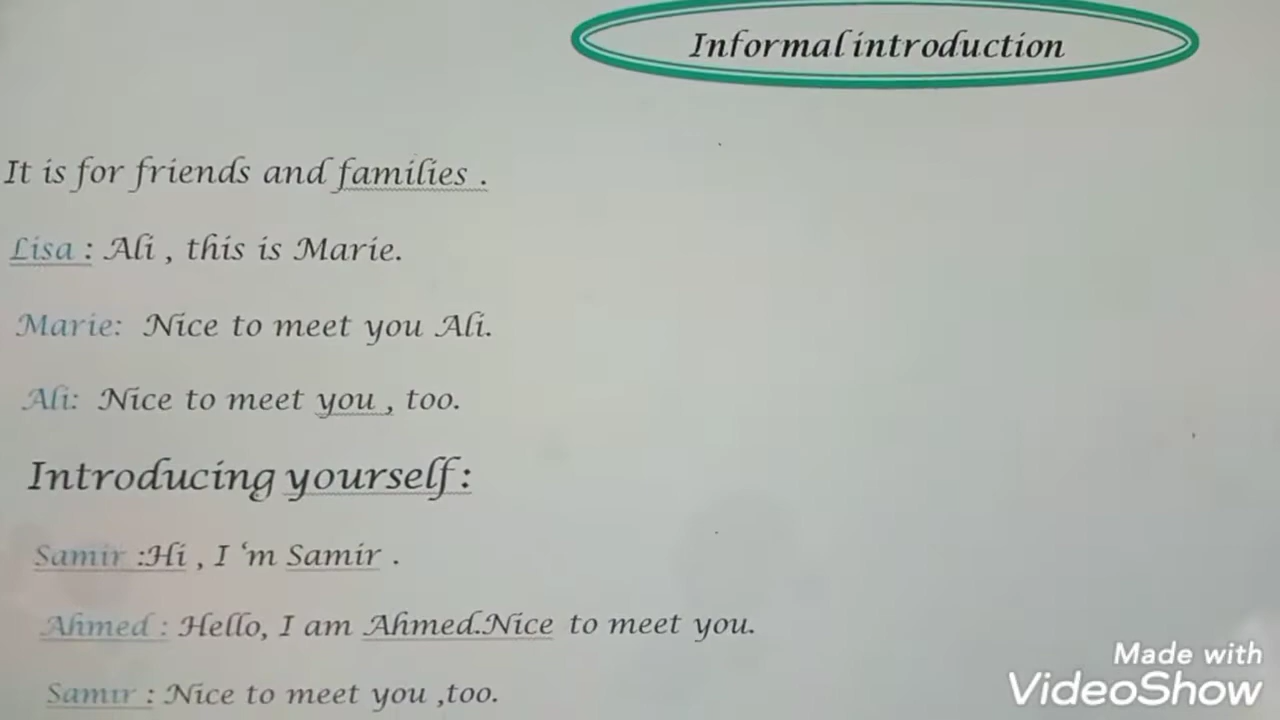 Informal introduction
It is for friends and families .
Lisa : Ali , this is Marie.
Marie: Nice to meet you Ali.
Ali: Nice to meet you , too.
Introducing yourself :
Samir :Hi , I ‘m Samir .
Ahmed : Hello, I am Ahmed.Nice to meet you.
Samir : Nice to meet you ,too.
Made with
VideoShow